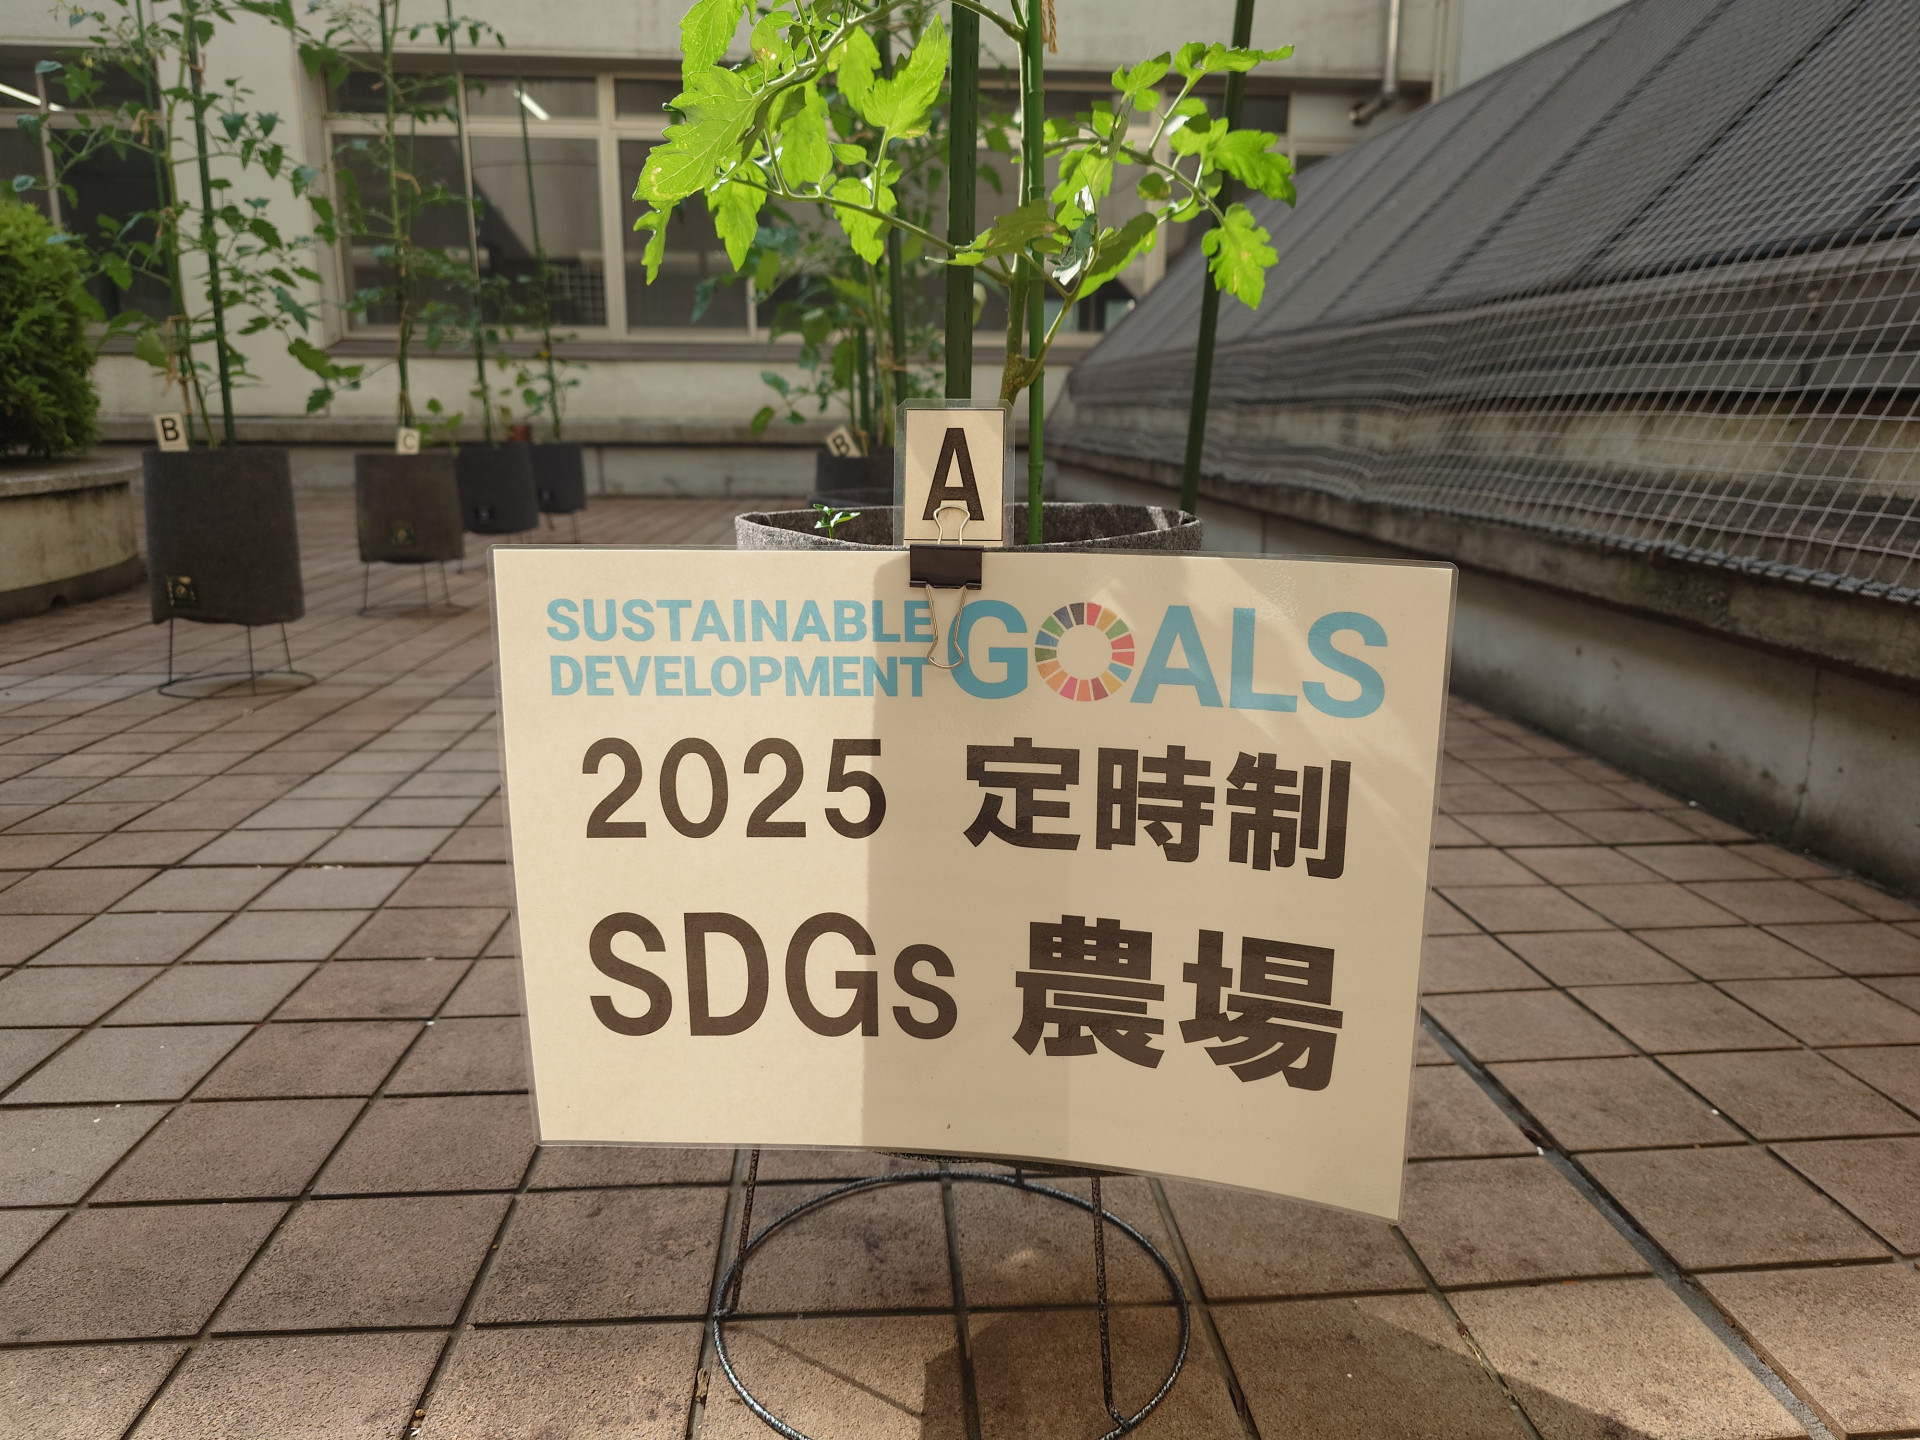 A
SUSTAINABLE
DEVELOPMENT
GOALS
2025 定時制
SDGs 農場
B
C
B